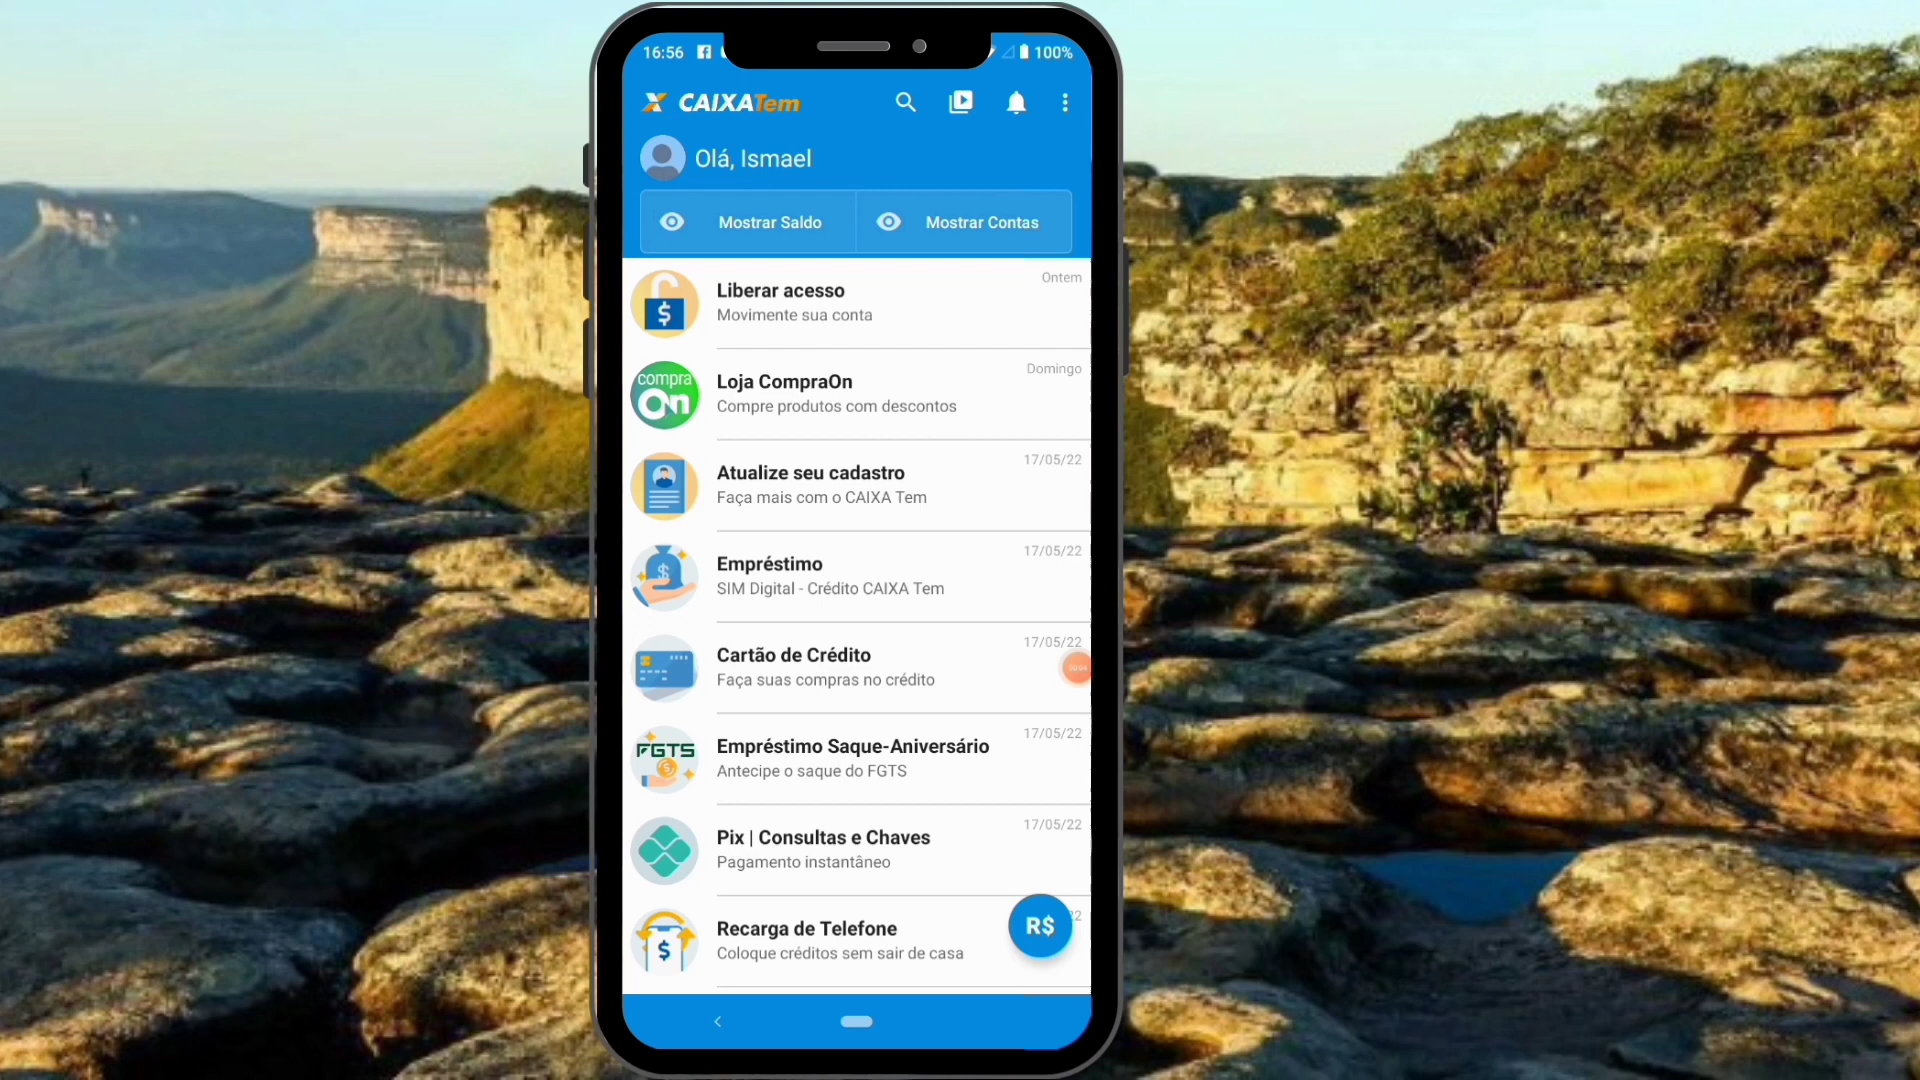 16:56
100%
CAIXATem
Olá, Ismael
Mostrar Saldo
Mostrar Contas
Ontem
Liberar acesso
Movimente sua conta
Domingo
compra
On
Loja CompraOn
Compre produtos com descontos
17/05/22
Atualize seu cadastro
Faça mais com o CAIXA Tem
17/05/22
Empréstimo
SIM Digital - Crédito CAIXA Tem
17/05/22
Cartão de Crédito
Faça suas compras no crédito
00:04
17/05/22
FGTS
Empréstimo Saque-Aniversário
Antecipe o saque do FGTS
17/05/22
Pix | Consultas e Chaves
Pagamento instantâneo
22
Recarga de Telefone
Coloque créditos sem sair de casa
R$